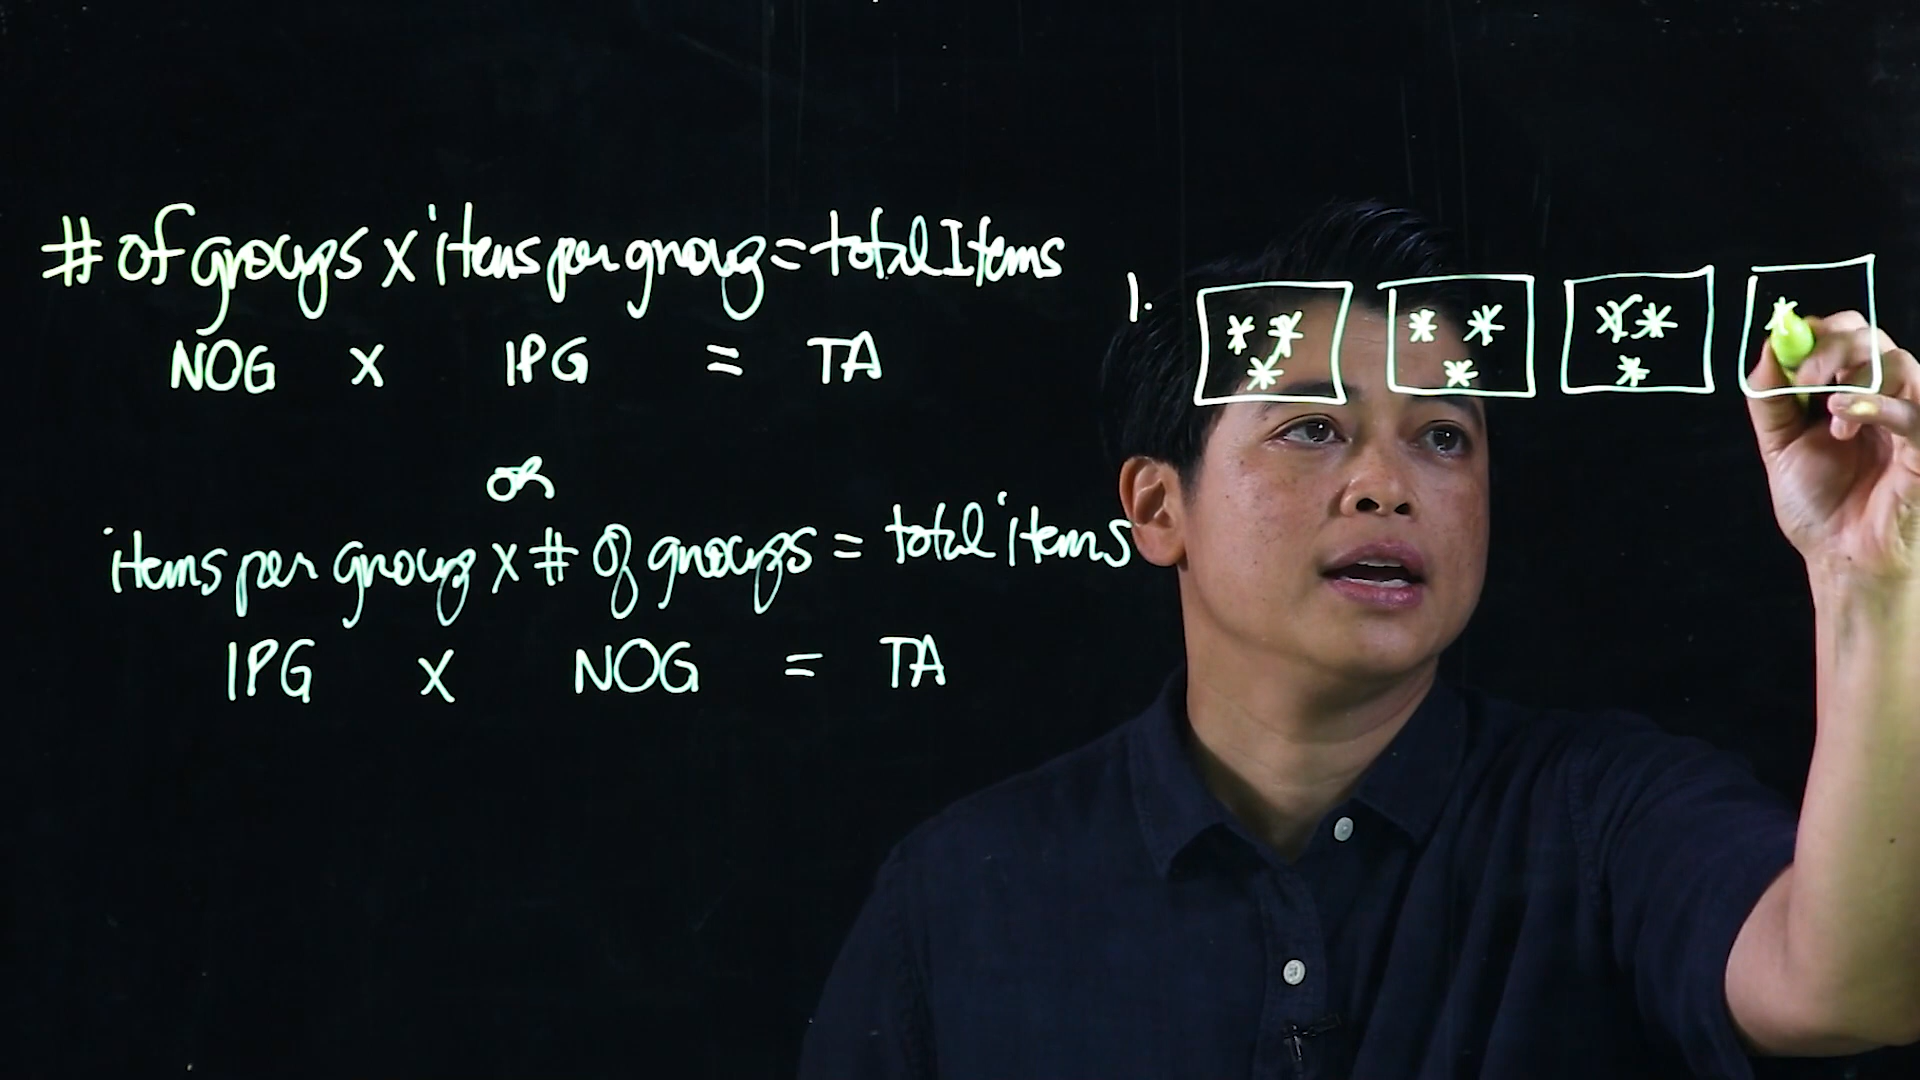 # of groups x items per group = total Items
NOG x IPG = TA
or
items per group x # of groups = total items
IPG x NOG = TA
1.
* * *
* * *
* * *
*